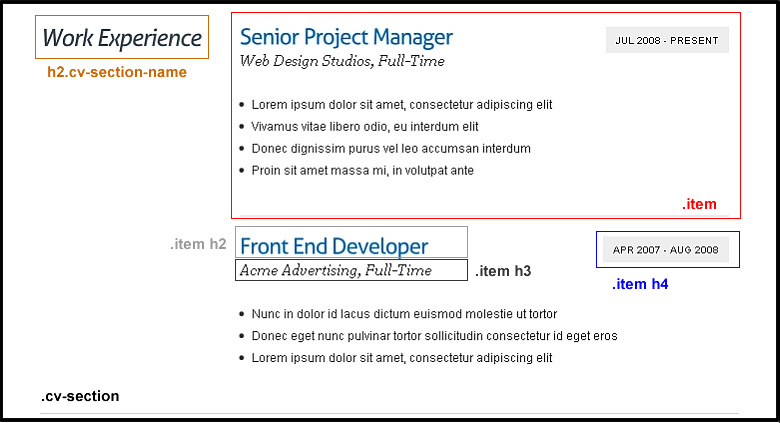 Work Experience
h2.cv-section-name
Senior Project Manager
JUL 2008 - PRESENT
Web Design Studios, Full-Time
Lorem ipsum dolor sit amet, consectetur adipiscing elit
Vivamus vitae libero odio, eu interdum elit
Donec dignissim purus vel leo accumsan interdum
Proin sit amet massa mi, in volutpat ante
.item
.item h2
Front End Developer
APR 2007 - AUG 2008
Acme Advertising, Full-Time
.item h3
.item h4
Nunc in dolor id lacus dictum euismod molestie ut tortor
Donec eget nunc pulvinar tortor sollicitudin consectetur id eget eros
Lorem ipsum dolor sit amet, consectetur adipiscing elit
.cv-section